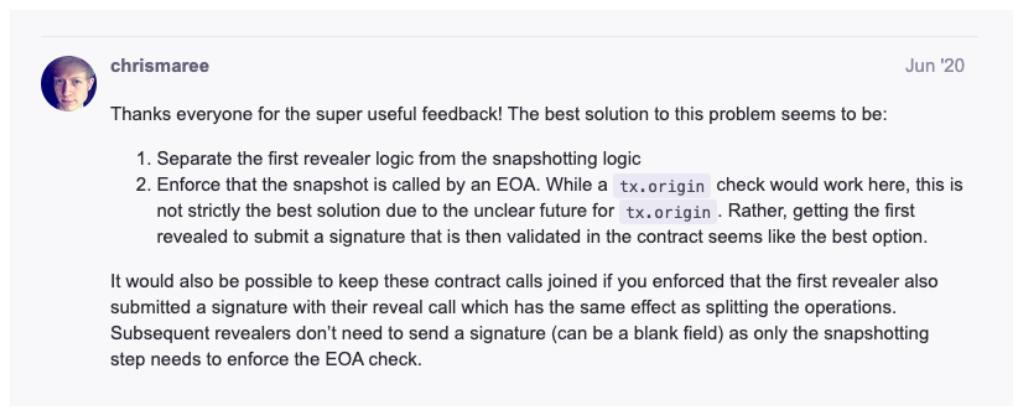 chrismaree
Jun '20
Thanks everyone for the super useful feedback! The best solution to this problem seems to be:
1. Separate the first revealer logic from the snapshotting logic
2. Enforce that the snapshot is called by an EOA. While a tx.origin check would work here, this is
not strictly the best solution due to the unclear future for tx.origin . Rather, getting the first
revealed to submit a signature that is then validated in the contract seems like the best option.
It would also be possible to keep these contract calls joined if you enforced that the first revealer also
submitted a signature with their reveal call which has the same effect as splitting the operations.
Subsequent revealers don’t need to send a signature (can be a blank field) as only the snapshotting
step needs to enforce the EOA check.